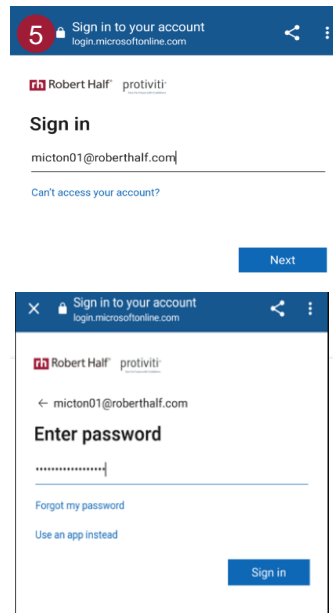 5
Sign in to your account
login.microsoftonline.com
rh Robert Half® protiviti®
Sign in
micton01@roberthalf.com
Can't access your account?
Next
Sign in to your account
login.microsoftonline.com
rh Robert Half® protiviti®
← micton01@roberthalf.com
Enter password
••••••••••••••••••
Forgot my password
Use an app instead
Sign in